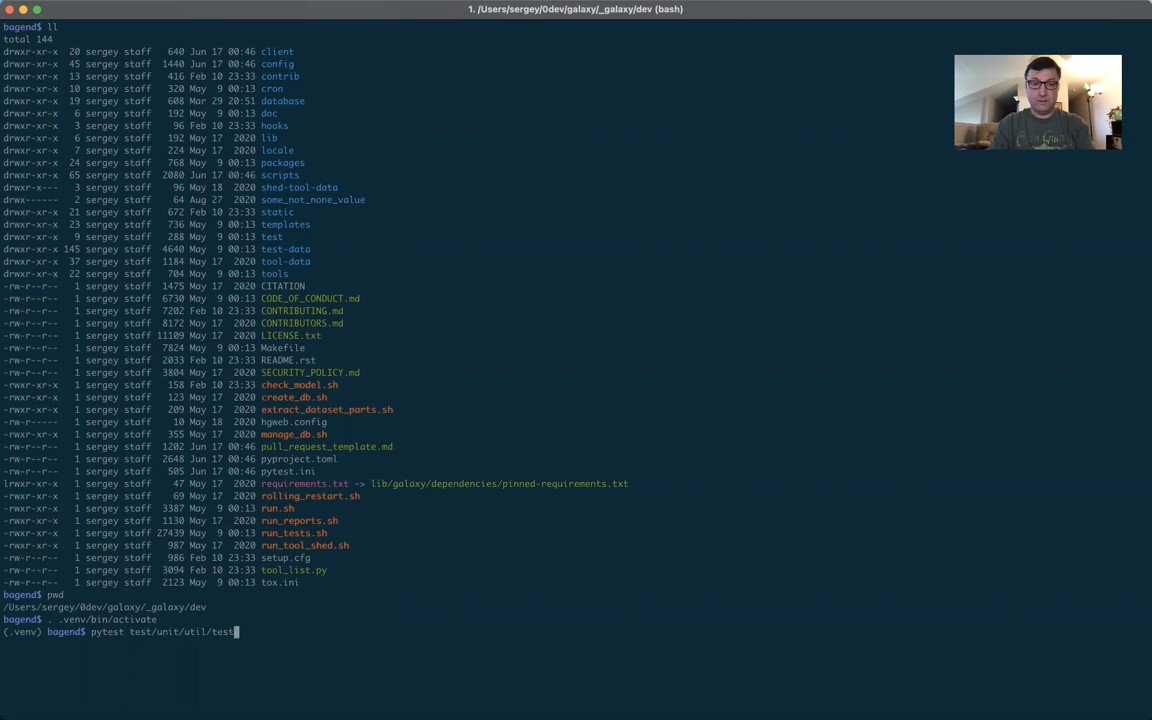 1. /Users/sergey/0dev/galaxy/_galaxy/dev (bash)
bagend$ ll
total 144
drwxr-xr-x 20 sergey staff 640 Jun 17 00:46 client
drwxr-xr-x 45 sergey staff 1440 Jun 17 00:46 config
drwxr-xr-x 13 sergey staff 416 Feb 10 23:33 contrib
drwxr-xr-x 10 sergey staff 320 May 9 00:13 cron
drwxr-xr-x 19 sergey staff 608 Mar 29 20:51 database
drwxr-xr-x 6 sergey staff 192 May 9 00:13 doc
drwxr-xr-x 3 sergey staff 96 Feb 10 23:33 hooks
drwxr-xr-x 6 sergey staff 192 May 17 2020 lib
drwxr-xr-x 7 sergey staff 224 May 17 2020 locale
drwxr-xr-x 24 sergey staff 768 May 9 00:13 packages
drwxr-xr-x 65 sergey staff 2080 Jun 17 00:46 scripts
drwxr-x--- 3 sergey staff 96 May 18 2020 shed-tool-data
drwx------ 2 sergey staff 64 Aug 27 2020 some_not_none_value
drwxr-xr-x 21 sergey staff 672 Feb 10 23:33 static
drwxr-xr-x 23 sergey staff 736 May 9 00:13 templates
drwxr-xr-x 9 sergey staff 288 May 9 00:13 test
drwxr-xr-x 145 sergey staff 4640 May 9 00:13 test-data
drwxr-xr-x 37 sergey staff 1184 May 17 2020 tool-data
drwxr-xr-x 22 sergey staff 704 May 9 00:13 tools
-rw-r--r-- 1 sergey staff 1475 May 17 2020 CITATION
-rw-r--r-- 1 sergey staff 6730 May 9 00:13 CODE_OF_CONDUCT.md
-rw-r--r-- 1 sergey staff 7202 Feb 10 23:33 CONTRIBUTING.md
-rw-r--r-- 1 sergey staff 8172 May 17 2020 CONTRIBUTORS.md
-rw-r--r-- 1 sergey staff 11109 May 17 2020 LICENSE.txt
-rw-r--r-- 1 sergey staff 7824 May 9 00:13 Makefile
-rw-r--r-- 1 sergey staff 2033 Feb 10 23:33 README.rst
-rw-r--r-- 1 sergey staff 3804 May 17 2020 SECURITY_POLICY.md
-rwxr-xr-x 1 sergey staff 158 Feb 10 23:33 check_model.sh
-rwxr-xr-x 1 sergey staff 123 May 17 2020 create_db.sh
-rwxr-xr-x 1 sergey staff 209 May 17 2020 extract_dataset_parts.sh
-rw-r----- 1 sergey staff 10 May 18 2020 hgweb.config
-rwxr-xr-x 1 sergey staff 355 May 17 2020 manage_db.sh
-rw-r--r-- 1 sergey staff 1202 Jun 17 00:46 pull_request_template.md
-rw-r--r-- 1 sergey staff 2648 Jun 17 00:46 pyproject.toml
-rw-r--r-- 1 sergey staff 505 Jun 17 00:46 pytest.ini
lrwxr-xr-x 1 sergey staff 47 May 17 2020 requirements.txt -> lib/galaxy/dependencies/pinned-requirements.txt
-rwxr-xr-x 1 sergey staff 69 May 17 2020 rolling_restart.sh
-rwxr-xr-x 1 sergey staff 3387 May 9 00:13 run.sh
-rwxr-xr-x 1 sergey staff 1130 May 17 2020 run_reports.sh
-rwxr-xr-x 1 sergey staff 27439 May 9 00:13 run_tests.sh
-rwxr-xr-x 1 sergey staff 987 May 17 2020 run_tool_shed.sh
-rw-r--r-- 1 sergey staff 986 Feb 10 23:33 setup.cfg
-rw-r--r-- 1 sergey staff 3094 Feb 10 23:33 tool_list.py
-rw-r--r-- 1 sergey staff 2123 May 9 00:13 tox.ini
bagend$ pwd
/Users/sergey/0dev/galaxy/_galaxy/dev
bagend$ . .venv/bin/activate
(.venv) bagend$ pytest test/unit/util/test